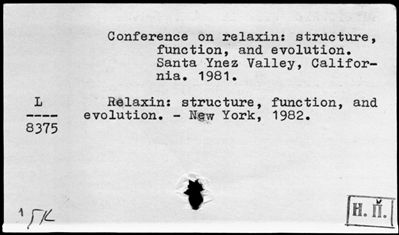 Conference on relaxin: structure,
function, and evolution.
Santa Ynez Valley, Califor-
nia. 1981.
L
----
8375
Relaxin: structure, function, and
evolution. - New York, 1982.
Н. П.